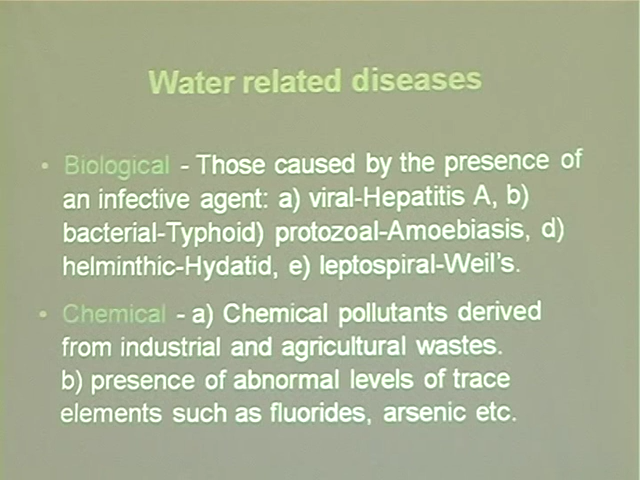 Water related diseases
• Biological - Those caused by the presence of
an infective agent: a) viral-Hepatitis A, b)
bacterial-Typhoid) protozoal-Amoebiasis, d)
helminthic-Hydatid, e) leptospiral-Weil's.
• Chemical - a) Chemical pollutants derived
from industrial and agricultural wastes.
b) presence of abnormal levels of trace
elements such as fluorides, arsenic etc.